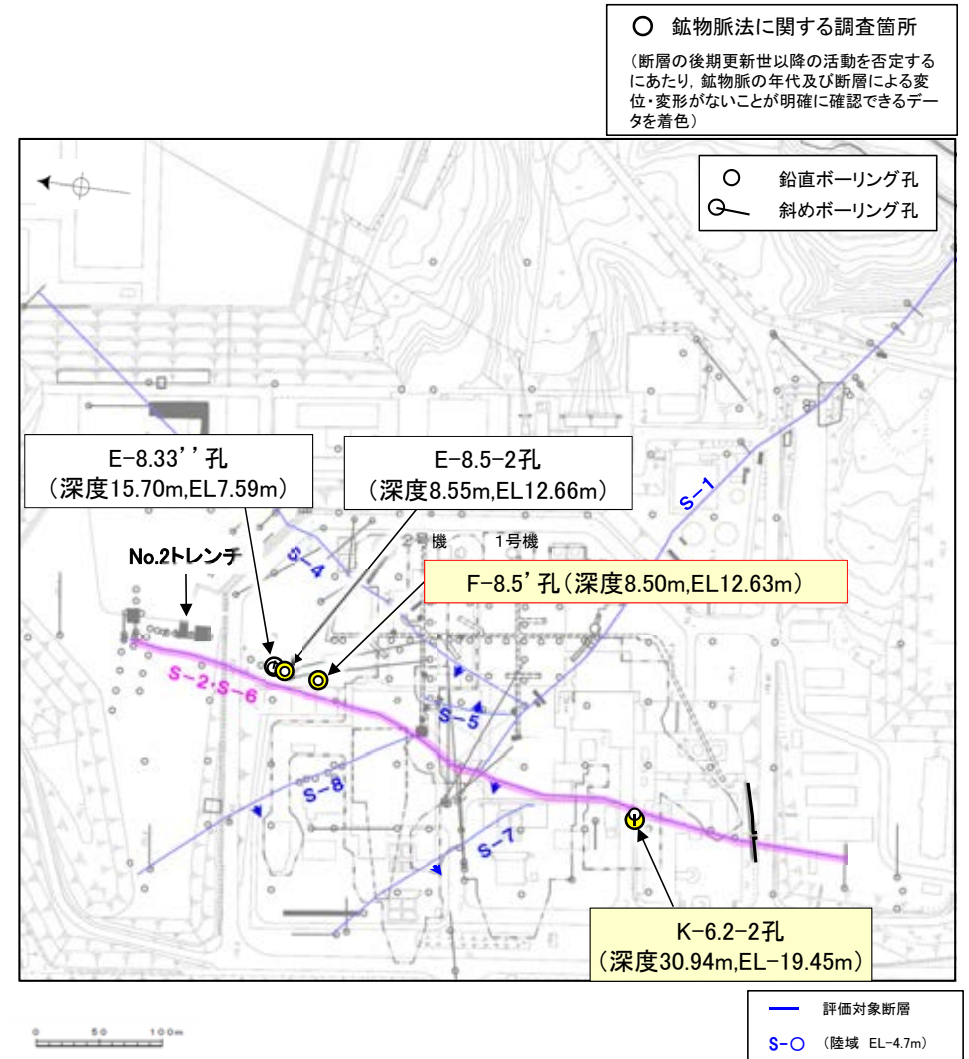 ○ 鉱物脈法に関する調査箇所
(断層の後期更新世以降の活動を否定する
にあたり，鉱物脈の年代及び断層による変
位・変形がないことが明確に確認できるデー
タを着色)
鉛直ボーリング孔
斜めボーリング孔
E-8.33’’孔
(深度15.70m,EL7.59m)
E-8.5-2孔
(深度8.55m,EL12.66m)
S-1
No.2トレンチ
S-4
機
1号機
F-8.5’孔(深度8.50m,EL12.63m)
S-2・S-6
S-5
S-8
S-7
K-6.2-2孔
(深度30.94m,EL-19.45m)
0 50 100m
評価対象断層
S-○ (陸域 EL-4.7m)